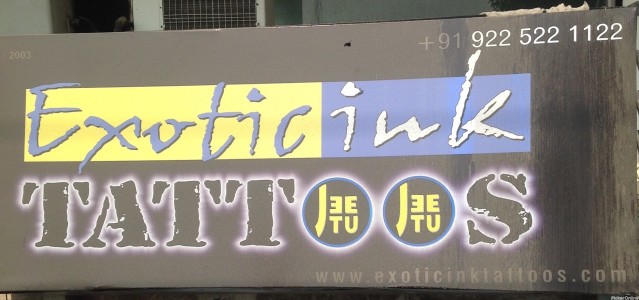 2003
+91 922 522 1122
Exotic ink
TATTOOS
JEETU JEETU
www.exoticinktattoos.com